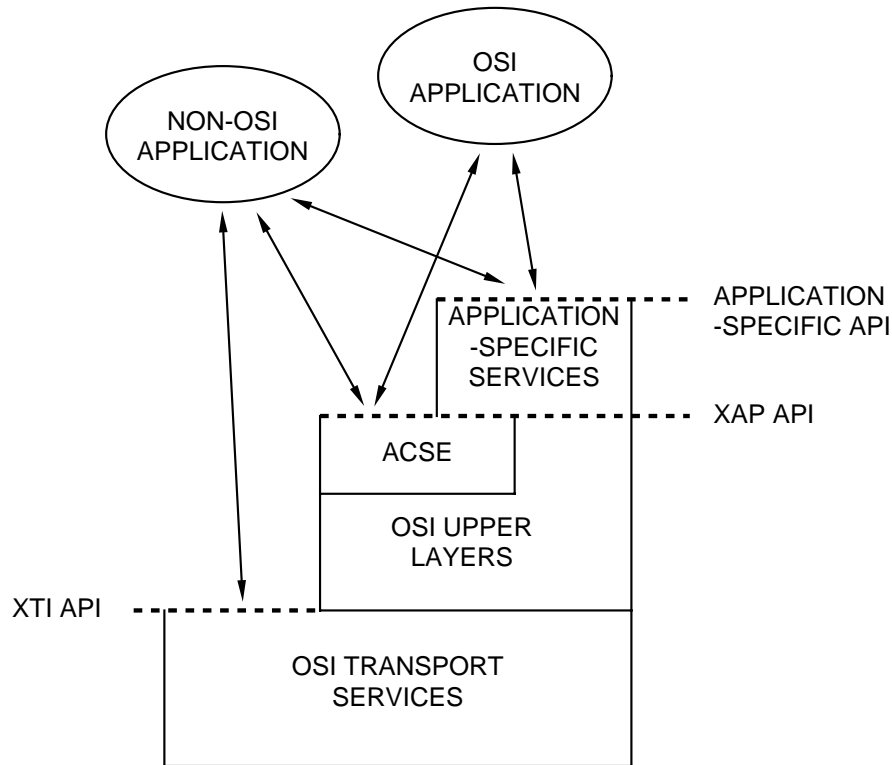 OSI
APPLICATION
NON-OSI
APPLICATION
APPLICATION
-SPECIFIC API
APPLICATION
-SPECIFIC
SERVICES
XAP API
ACSE
OSI UPPER
LAYERS
XTI API
OSI TRANSPORT
SERVICES